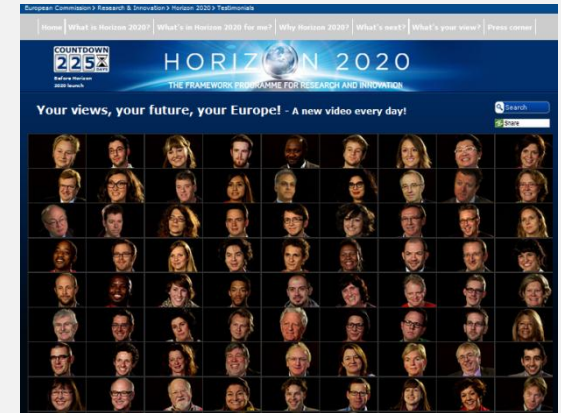 European Commission > Research & Innovation > Horizon 2020 > Testimonials
Home What is Horizon 2020? What's in Horizon 2020 for me? Why Horizon 2020? What's next? What's your view? Press corner
COUNTDOWN
225 DAYS
Before Horizon
2020 launch
HORIZON 2020
THE FRAMEWORK PROGRAMME FOR RESEARCH AND INNOVATION
Your views, your future, your Europe! - A new video every day!
Search
Share